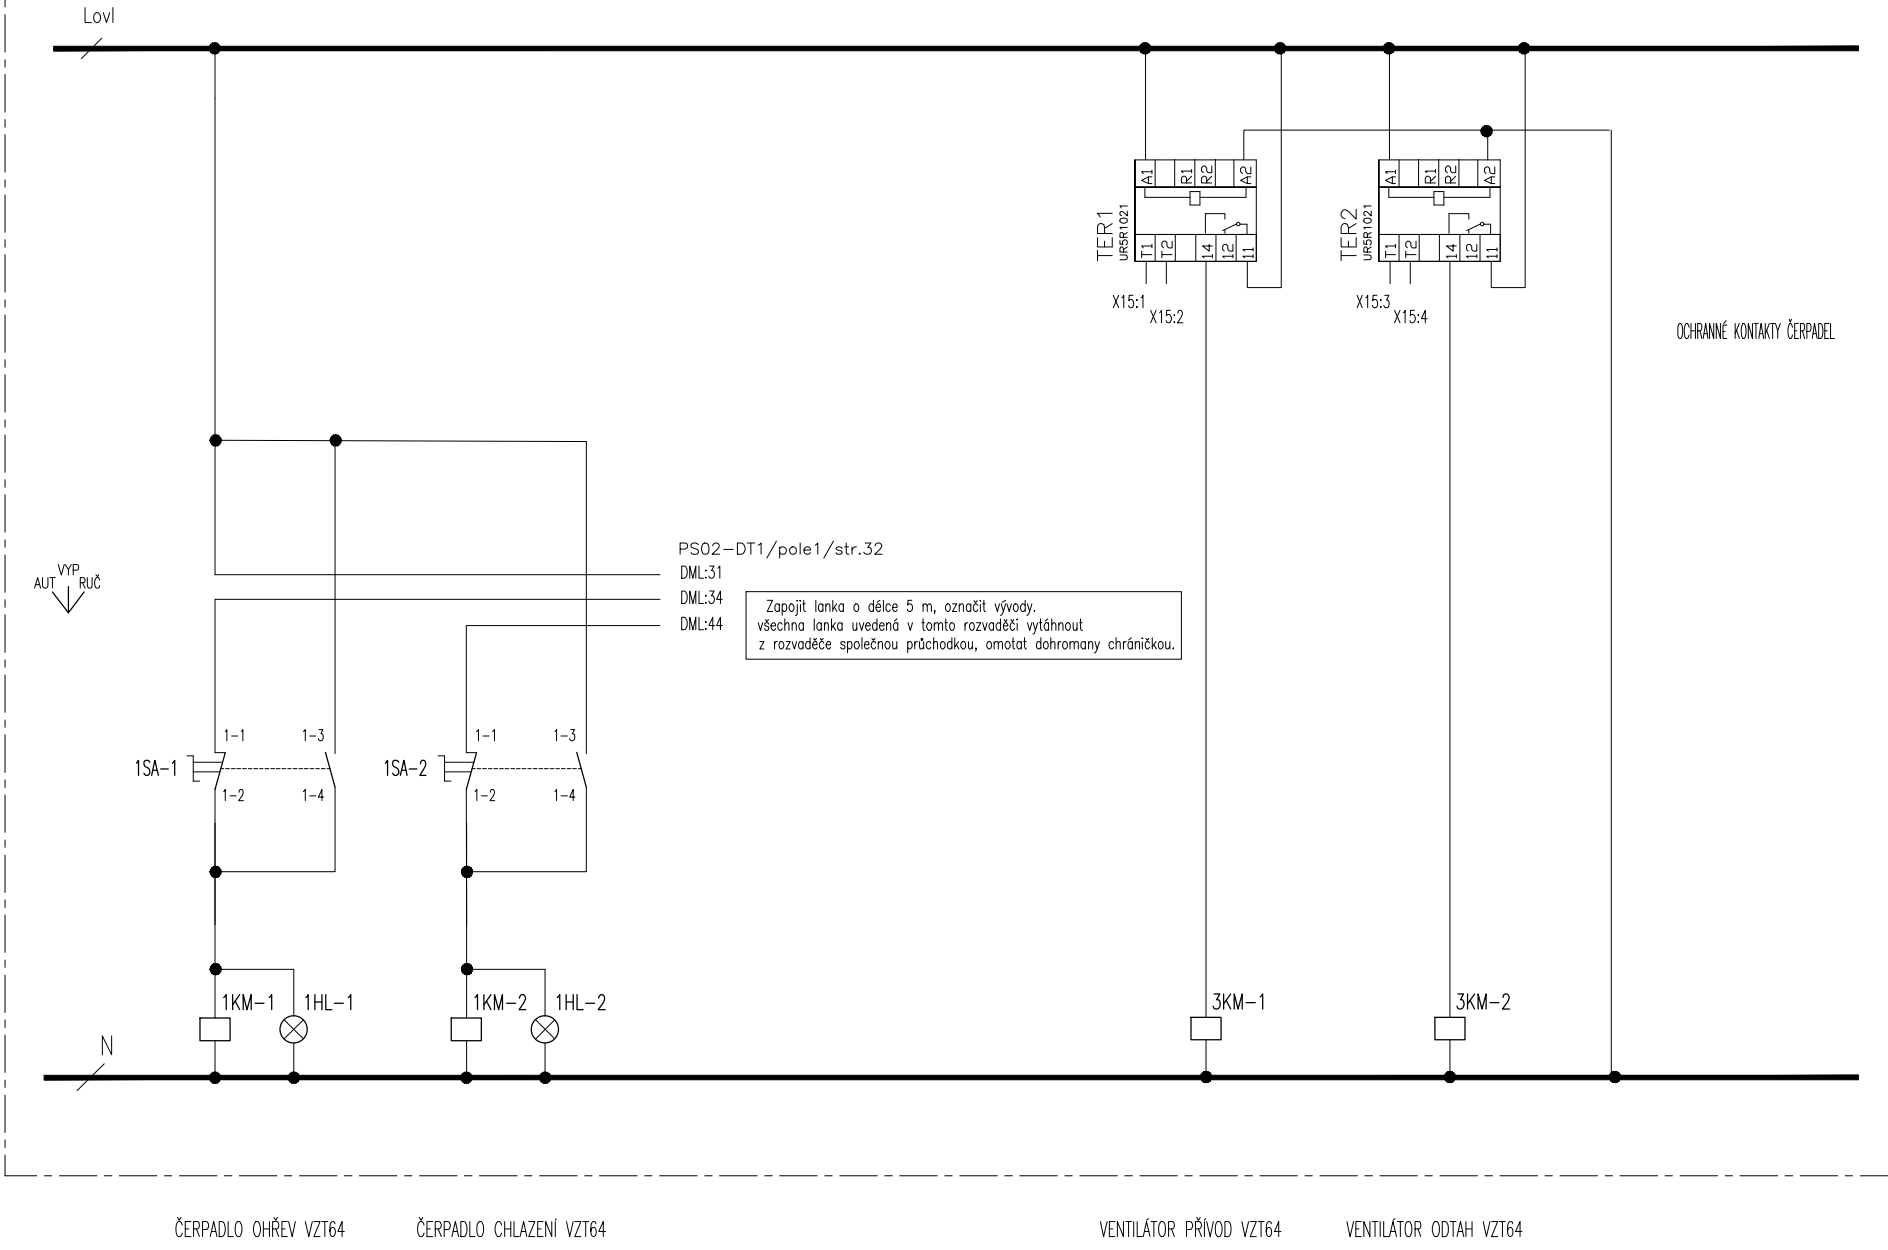 Lovl
A1 R1 R2 A2
A1 R1 R2 A2
TER1
UR5R1021
TER2
UR5R1021
T1 T2 14 12 11
T1 T2 14 12 11
X15:1
X15:2
X15:3
X15:4
OCHRANNÉ KONTAKTY ČERPADEL
PS02-DT1/pole1/str.32
DML:31
DML:34
DML:44
VYP
AUT RUČ
Zapojit lanka o délce 5 m, označit vývody.
všechna lanka uvedená v tomto rozvaděči vytáhnout
z rozvaděče společnou průchodkou, omotat dohromany chráničkou.
1-1 1-3 1-1 1-3
1SA-1 1SA-2
1-2 1-4 1-2 1-4
1KM-1 1HL-1 1KM-2 1HL-2 3KM-1 3KM-2
N
ČERPADLO OHŘEV VZT64 ČERPADLO CHLAZENÍ VZT64 VENTILÁTOR PŘÍVOD VZT64 VENTILÁTOR ODTAH VZT64